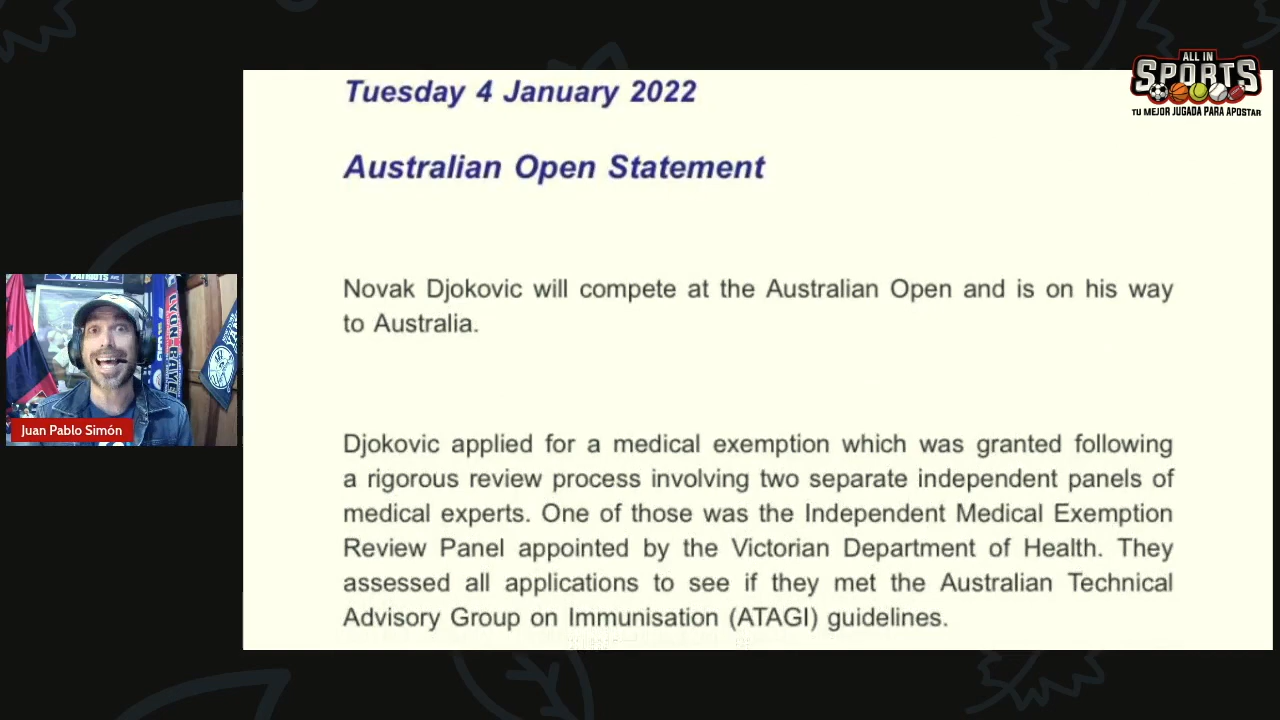 Tuesday 4 January 2022
ALL IN
SPORTS
TU MEJOR JUGADA PARA APOSTAR
Australian Open Statement
Novak Djokovic will compete at the Australian Open and is on his way
to Australia.
PATRIOTS
LYON
Juan Pablo Simón
Djokovic applied for a medical exemption which was granted following
a rigorous review process involving two separate independent panels of
medical experts. One of those was the Independent Medical Exemption
Review Panel appointed by the Victorian Department of Health. They
assessed all applications to see if they met the Australian Technical
Advisory Group on Immunisation (ATAGI) guidelines.